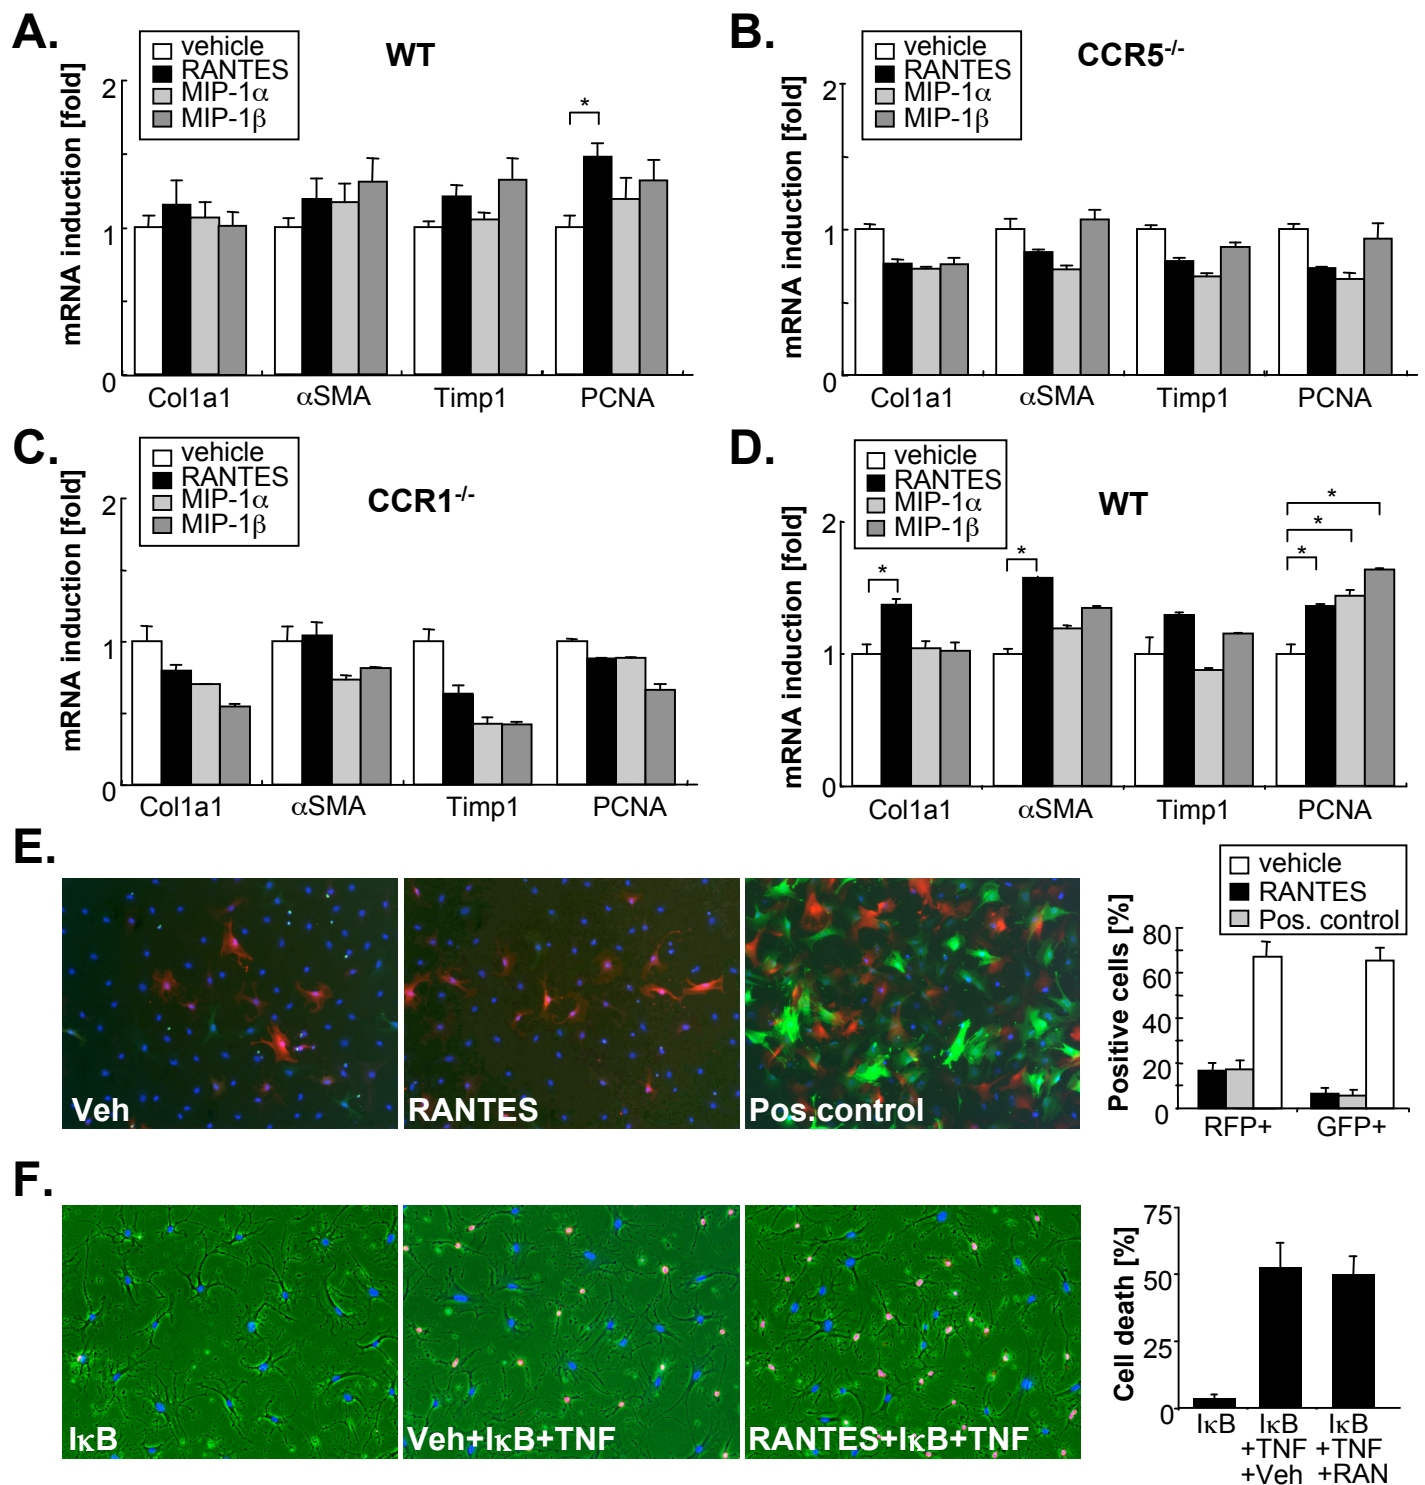 A.
WT
vehicle
RANTES
MIP-1α
MIP-1β
mRNA induction [fold]
2
1
0
*
Col1a1
αSMA
Timp1
PCNA
B.
CCR5-/-
vehicle
RANTES
MIP-1α
MIP-1β
mRNA induction [fold]
2
1
0
Col1a1
αSMA
Timp1
PCNA
C.
CCR1-/-
vehicle
RANTES
MIP-1α
MIP-1β
mRNA induction [fold]
2
1
0
Col1a1
αSMA
Timp1
PCNA
D.
WT
vehicle
RANTES
MIP-1α
MIP-1β
mRNA induction [fold]
2
1
0
*
*
*
*
*
Col1a1
αSMA
Timp1
PCNA
E.
Veh
RANTES
Pos.control
vehicle
RANTES
Pos. control
Positive cells [%]
80
60
40
20
0
RFP+
GFP+
F.
IκB
Veh+IκB+TNF
RANTES+IκB+TNF
Cell death [%]
75
50
25
0
IκB
IκB
+TNF
+Veh
IκB
+TNF
+RAN